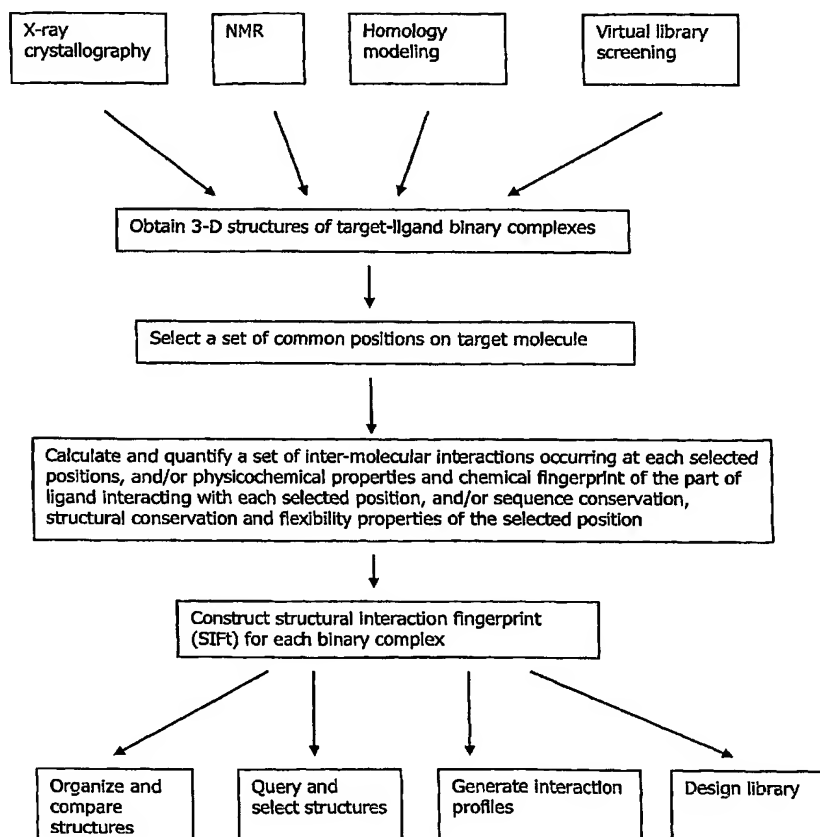 X-ray
crystallography
NMR
Homology
modeling
Virtual library
screening
Obtain 3-D structures of target-ligand binary complexes
Select a set of common positions on target molecule
Calculate and quantify a set of inter-molecular interactions occurring at each selected
positions, and/or physicochemical properties and chemical fingerprint of the part of
ligand interacting with each selected position, and/or sequence conservation,
structural conservation and flexibility properties of the selected position
Construct structural interaction fingerprint
(SIFt) for each binary complex
Organize and
compare
structures
Query and
select structures
Generate interaction
profiles
Design library